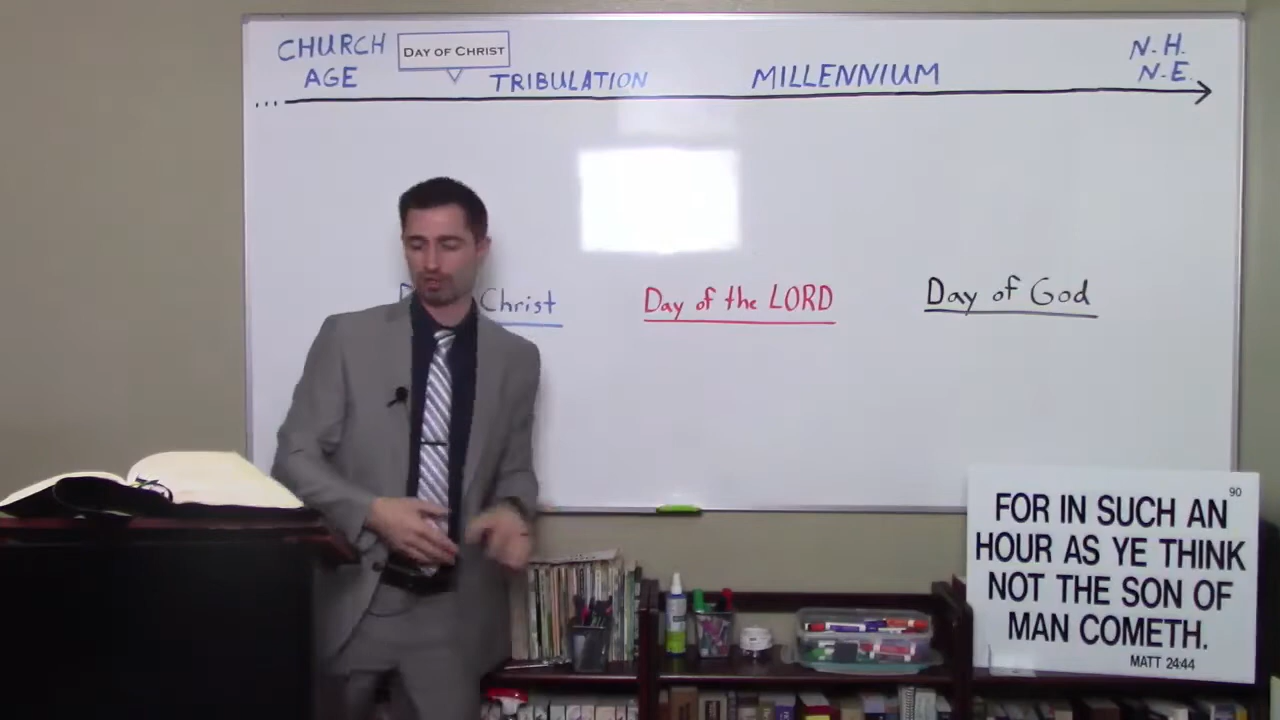 CHURCH
AGE
DAY OF CHRIST
TRIBULATION
MILLENNIUM
N.H.
N.E.
Christ
Day of the LORD
Day of God
90
FOR IN SUCH AN
HOUR AS YE THINK
NOT THE SON OF
MAN COMETH.
MATT 24:44